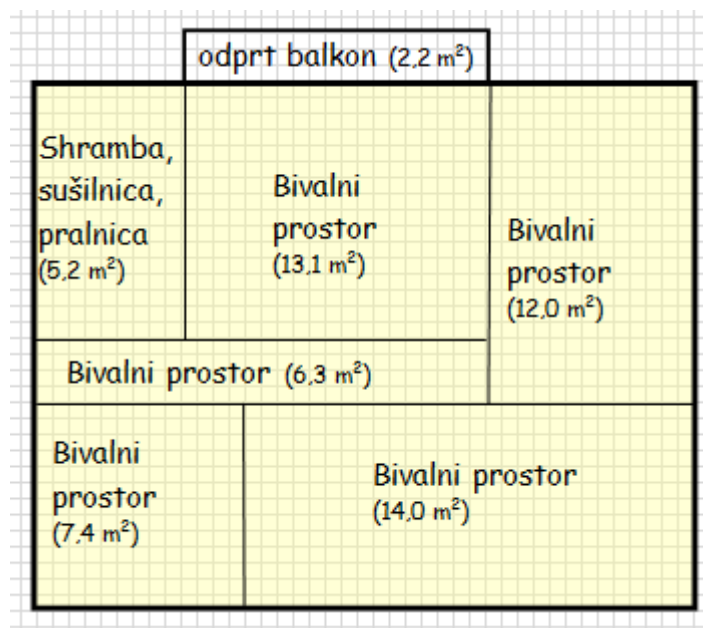 odprt balkon (2,2 m²)
Shramba,
sušilnica,
pralnica
(5,2 m²)
Bivalni
prostor
(13,1 m²)
Bivalni
prostor
(12,0 m²)
Bivalni prostor (6,3 m²)
Bivalni
prostor
(7,4 m²)
Bivalni prostor
(14,0 m²)